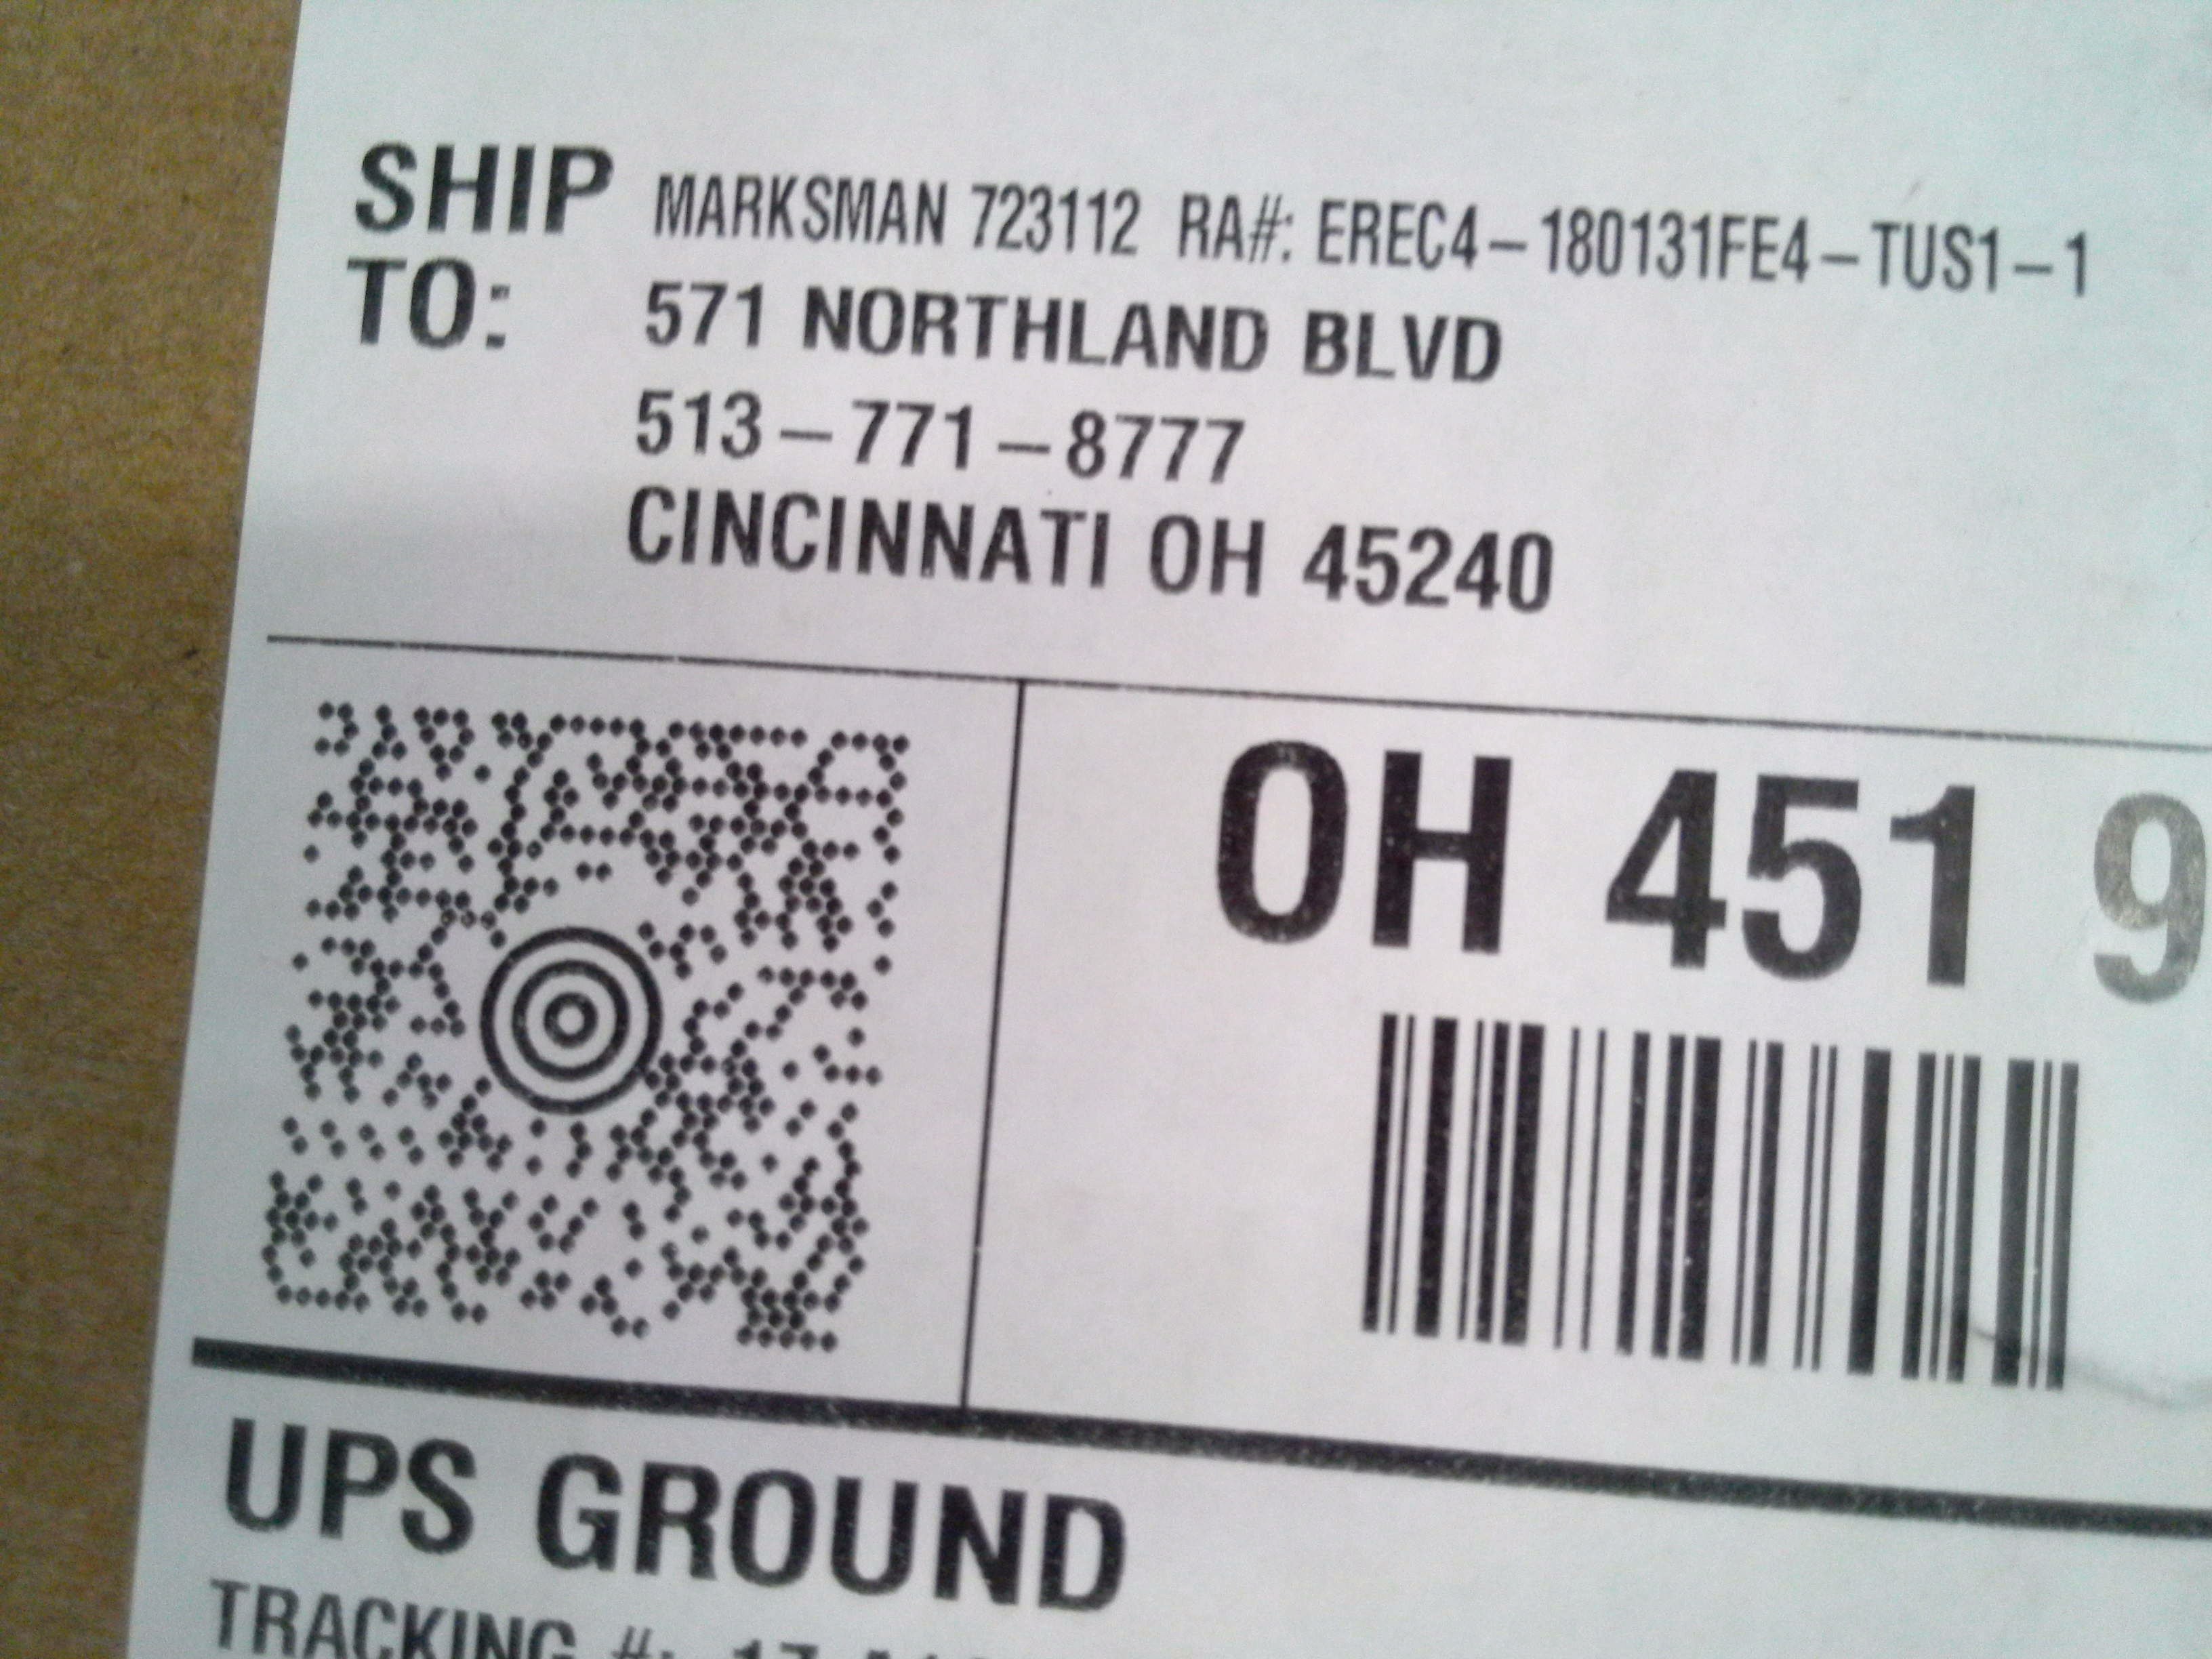 SHIP TO:
MARKSMAN 723112 RA#: EREC4-180131FE4-TUS1-1
571 NORTHLAND BLVD
513-771-8777
CINCINNATI OH 45240
OH 451 9
UPS GROUND
TRACKING #: